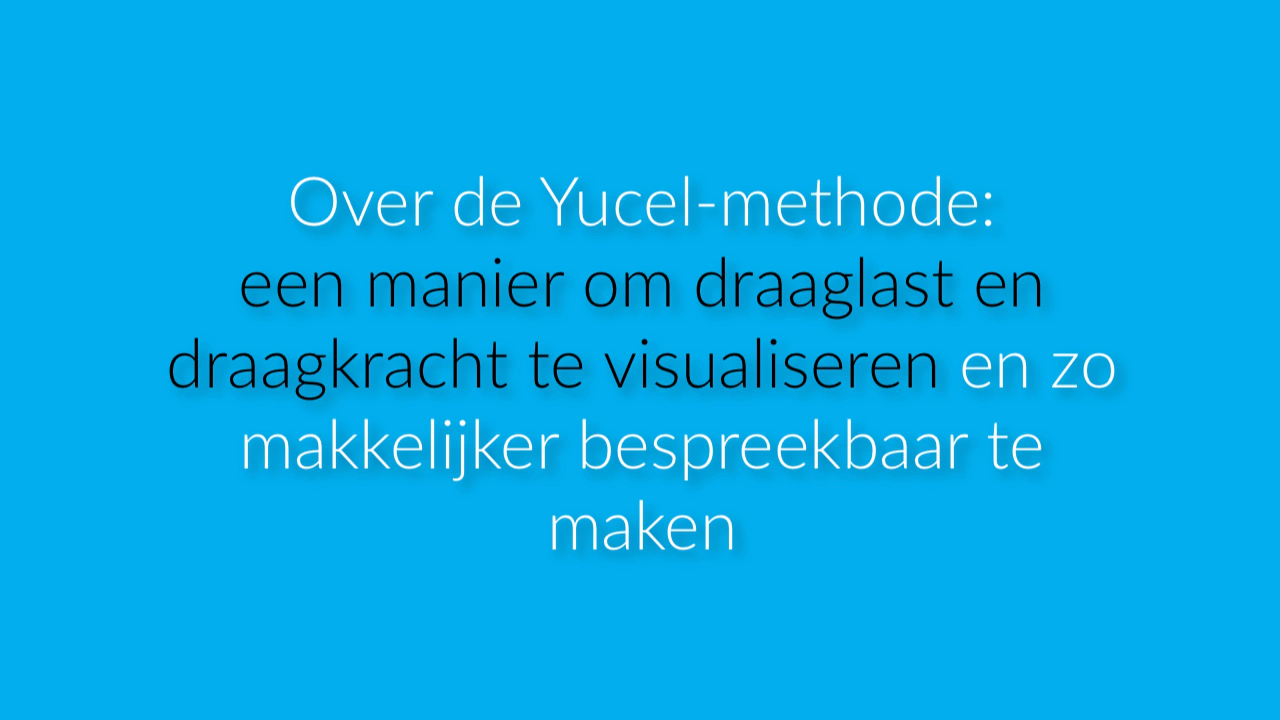 Over de Yucel-methode:
een manier om draaglast en
draagkracht te visualiseren en zo
makkelijker bespreekbaar te
maken